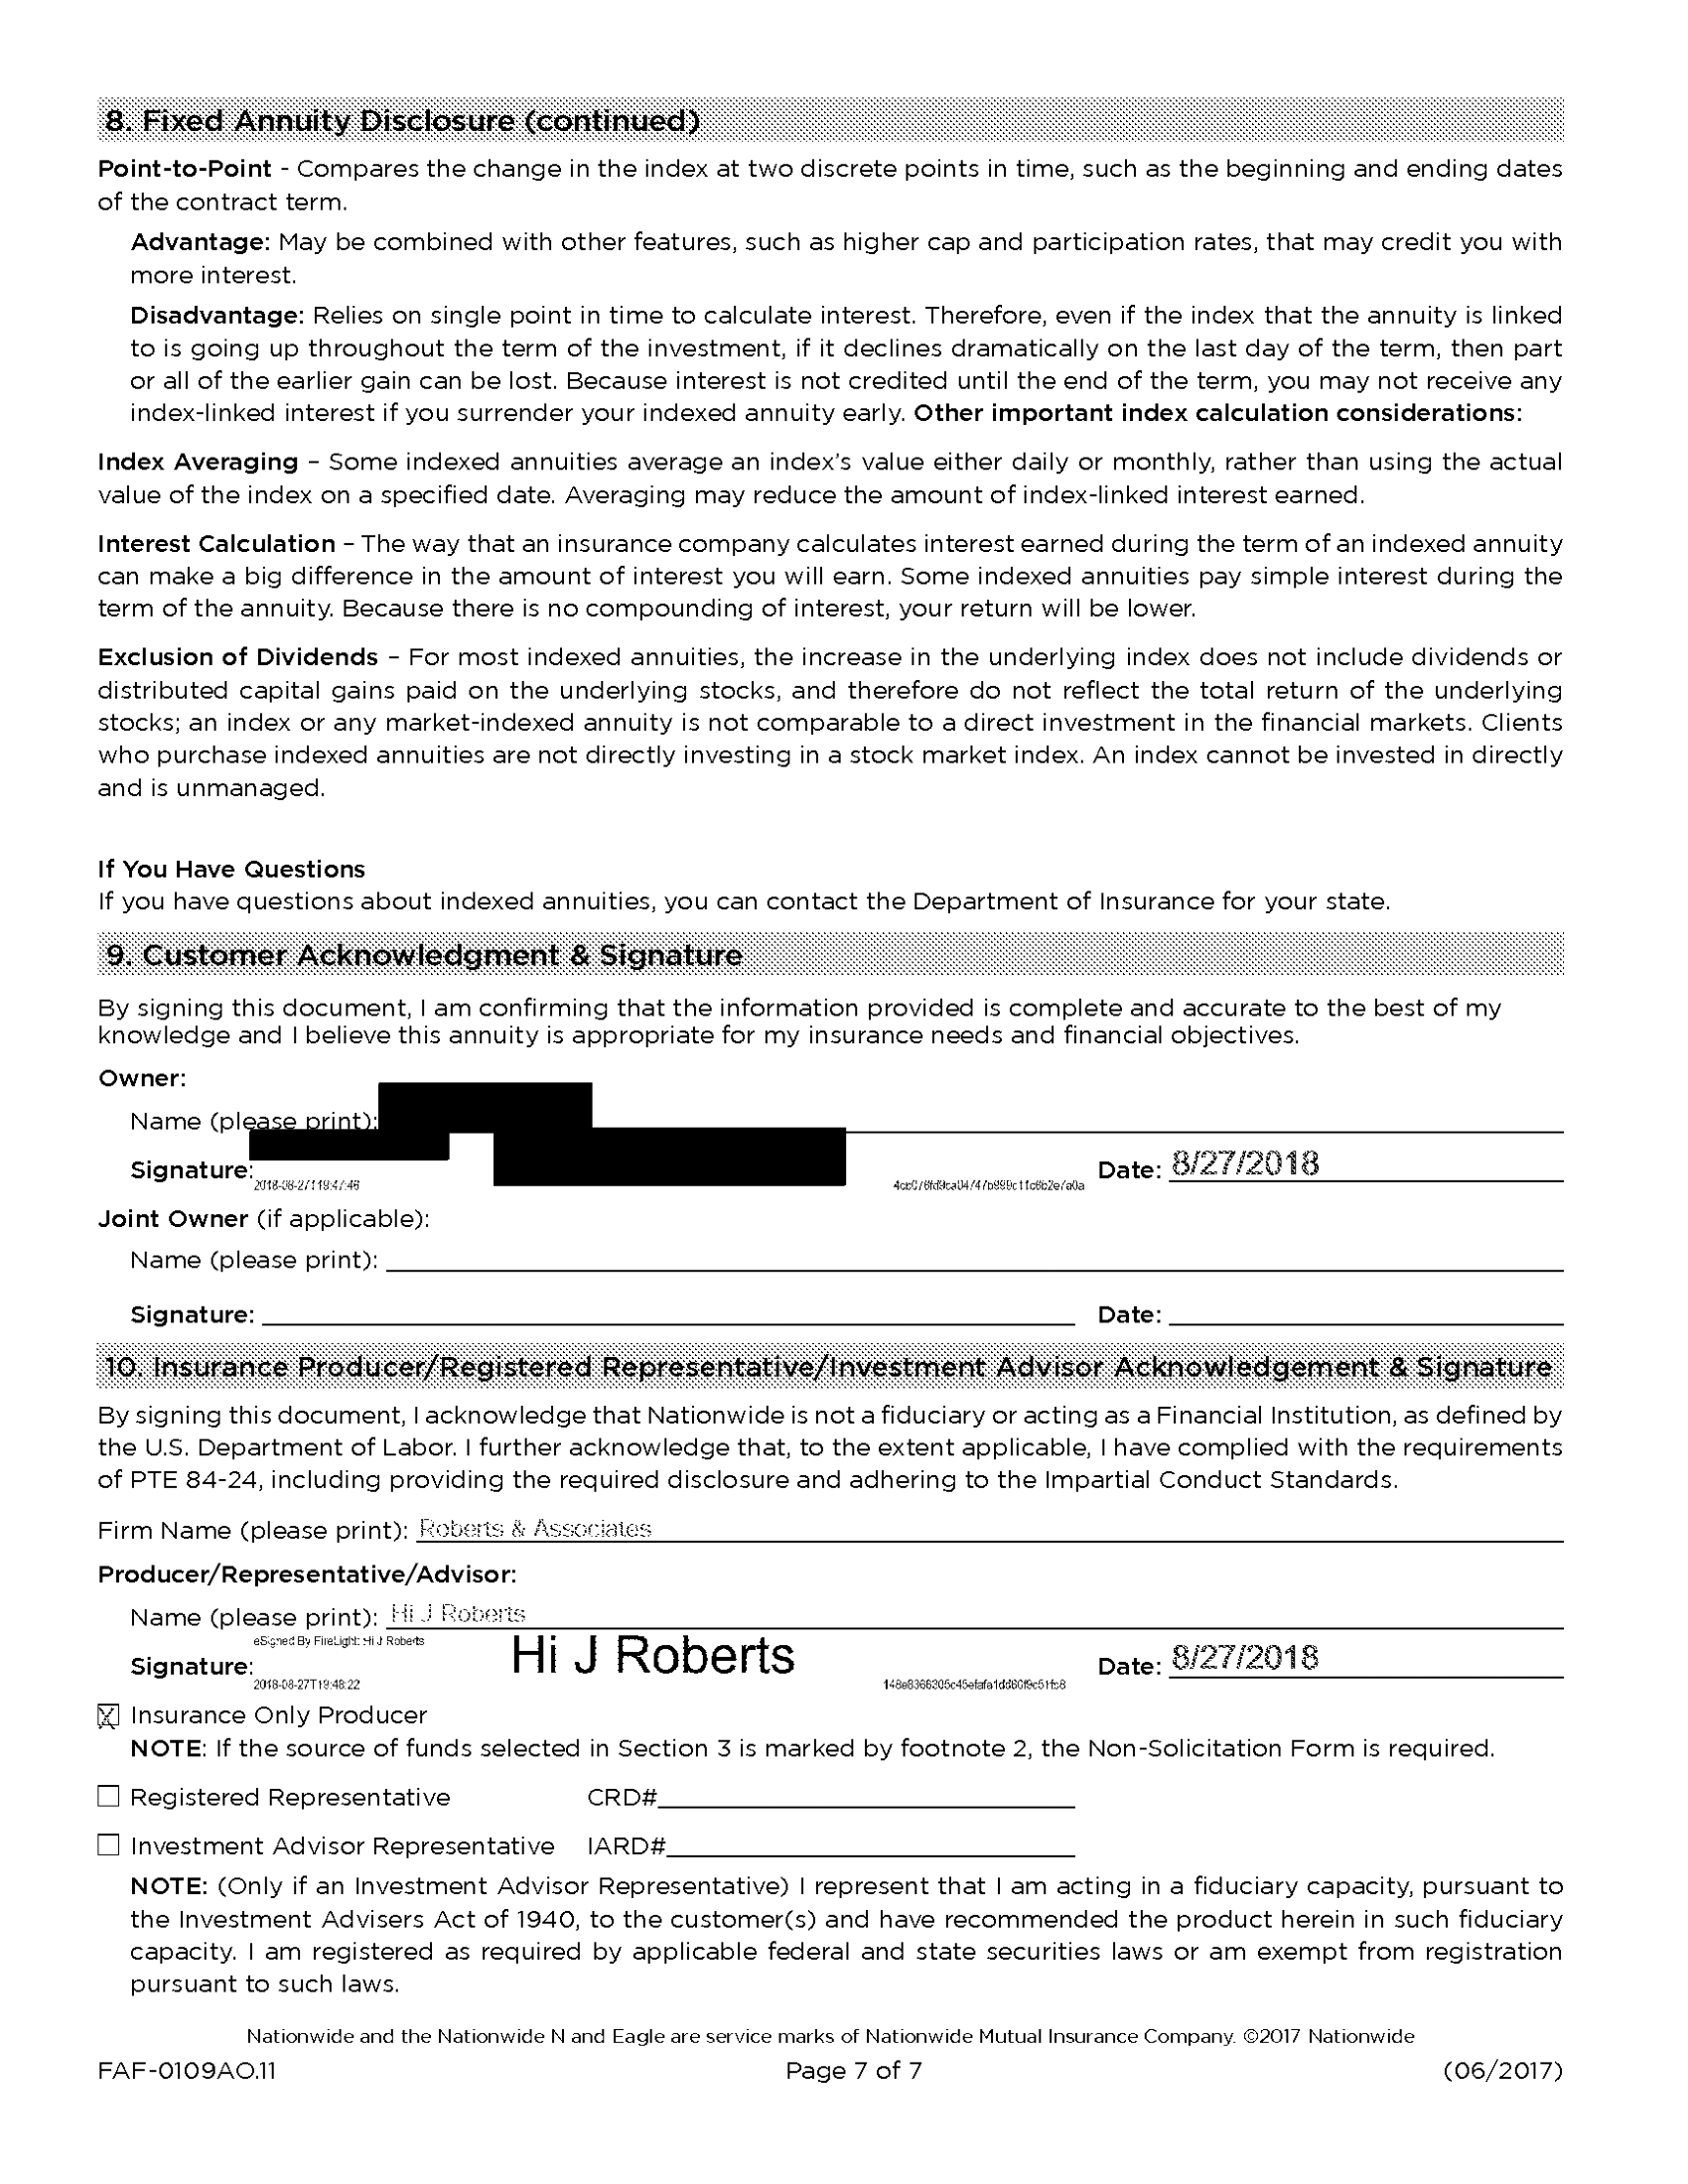 8. Fixed Annuity Disclosure (continued)
Point-to-Point - Compares the change in the index at two discrete points in time, such as the beginning and ending dates
of the contract term.
Advantage: May be combined with other features, such as higher cap and participation rates, that may credit you with
more interest.
Disadvantage: Relies on single point in time to calculate interest. Therefore, even if the index that the annuity is linked
to is going up throughout the term of the investment, if it declines dramatically on the last day of the term, then part
or all of the earlier gain can be lost. Because interest is not credited until the end of the term, you may not receive any
index-linked interest if you surrender your indexed annuity early. Other important index calculation considerations:
Index Averaging – Some indexed annuities average an index's value either daily or monthly, rather than using the actual
value of the index on a specified date. Averaging may reduce the amount of index-linked interest earned.
Interest Calculation – The way that an insurance company calculates interest earned during the term of an indexed annuity
can make a big difference in the amount of interest you will earn. Some indexed annuities pay simple interest during the
term of the annuity. Because there is no compounding of interest, your return will be lower.
Exclusion of Dividends – For most indexed annuities, the increase in the underlying index does not include dividends or
distributed capital gains paid on the underlying stocks, and therefore do not reflect the total return of the underlying
stocks; an index or any market-indexed annuity is not comparable to a direct investment in the financial markets. Clients
who purchase indexed annuities are not directly investing in a stock market index. An index cannot be invested in directly
and is unmanaged.
If You Have Questions
If you have questions about indexed annuities, you can contact the Department of Insurance for your state.
9. Customer Acknowledgment & Signature
By signing this document, I am confirming that the information provided is complete and accurate to the best of my
knowledge and I believe this annuity is appropriate for my insurance needs and financial objectives.
Owner:
Name (please print):
Signature: Date: 8/27/2018
2018-08-27T19:47:46
Joint Owner (if applicable):
Name (please print):
Signature: Date:
10. Insurance Producer/Registered Representative/Investment Advisor Acknowledgement & Signature
By signing this document, I acknowledge that Nationwide is not a fiduciary or acting as a Financial Institution, as defined by
the U.S. Department of Labor. I further acknowledge that, to the extent applicable, I have complied with the requirements
of PTE 84-24, including providing the required disclosure and adhering to the Impartial Conduct Standards.
Firm Name (please print): Roberts & Associates
Producer/Representative/Advisor:
Name (please print): Hi J Roberts
eSigned By FireLight: Hi J Roberts
Signature: Hi J Roberts Date: 8/27/2018
2018-08-27T19:48:22
X Insurance Only Producer
NOTE: If the source of funds selected in Section 3 is marked by footnote 2, the Non-Solicitation Form is required.
Registered Representative CRD#
Investment Advisor Representative IARD#
NOTE: (Only if an Investment Advisor Representative) I represent that I am acting in a fiduciary capacity, pursuant to
the Investment Advisers Act of 1940, to the customer(s) and have recommended the product herein in such fiduciary
capacity. I am registered as required by applicable federal and state securities laws or am exempt from registration
pursuant to such laws.
Nationwide and the Nationwide N and Eagle are service marks of Nationwide Mutual Insurance Company. ©2017 Nationwide
FAF-0109AO.11 Page 7 of 7 (06/2017)